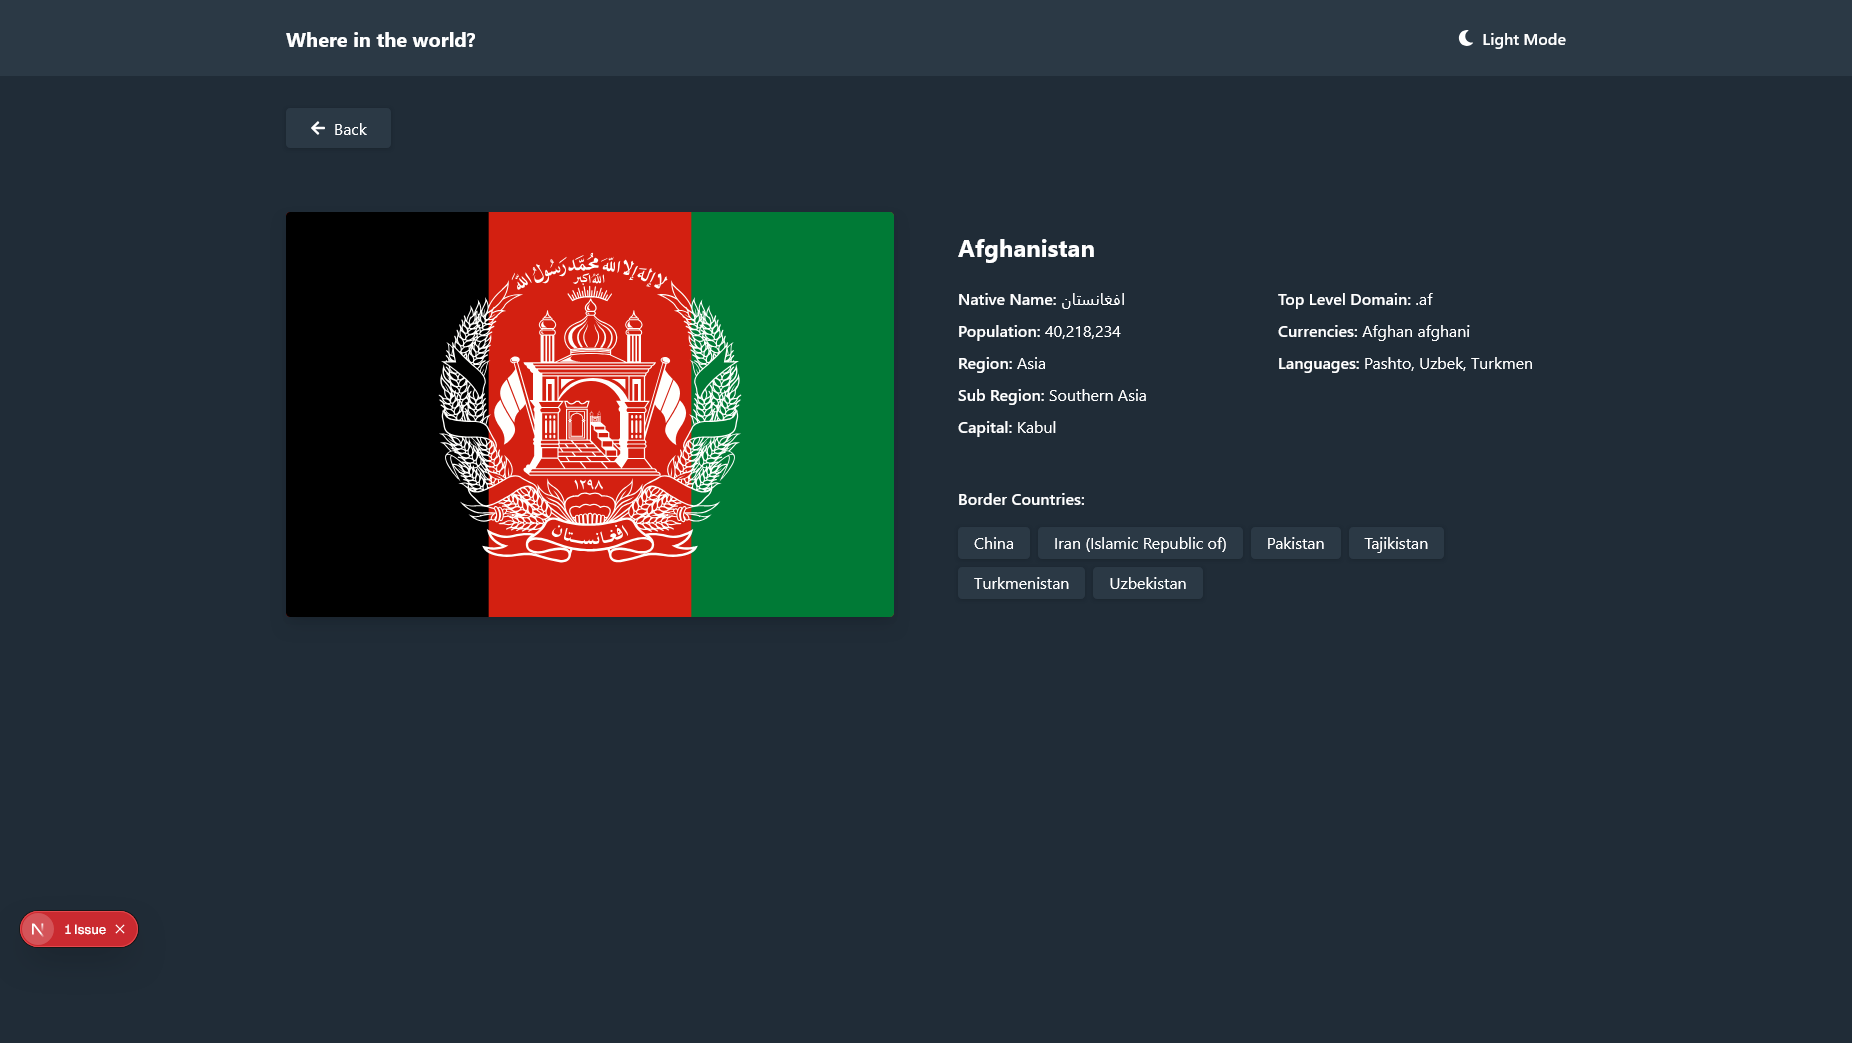 Where in the world?
Light Mode
Back
لا إله إلا الله محمد رسول الله
الله أكبر
١٢٩٨
افغانستان
Afghanistan
Native Name: افغانستان
Population: 40,218,234
Region: Asia
Sub Region: Southern Asia
Capital: Kabul
Top Level Domain: .af
Currencies: Afghan afghani
Languages: Pashto, Uzbek, Turkmen
Border Countries:
China
Iran (Islamic Republic of)
Pakistan
Tajikistan
Turkmenistan
Uzbekistan
N 1 Issue